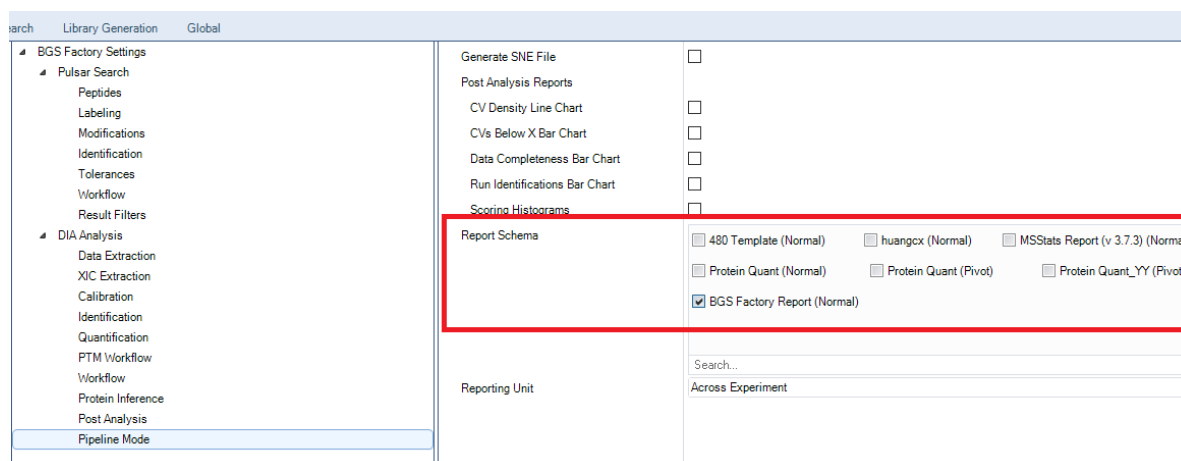 earch Library Generation Global
BGS Factory Settings
Pulsar Search
Peptides
Labeling
Modifications
Identification
Tolerances
Workflow
Result Filters
DIA Analysis
Data Extraction
XIC Extraction
Calibration
Identification
Quantification
PTM Workflow
Workflow
Protein Inference
Post Analysis
Pipeline Mode
Generate SNE File
Post Analysis Reports
CV Density Line Chart
CVs Below X Bar Chart
Data Completeness Bar Chart
Run Identifications Bar Chart
Scoring Histograms
Report Schema
480 Template (Normal) huangcx (Normal) MSStats Report (v 3.7.3) (Norma
Protein Quant (Normal) Protein Quant (Pivot) Protein Quant_YY (Pivot
BGS Factory Report (Normal)
Search...
Reporting Unit Across Experiment